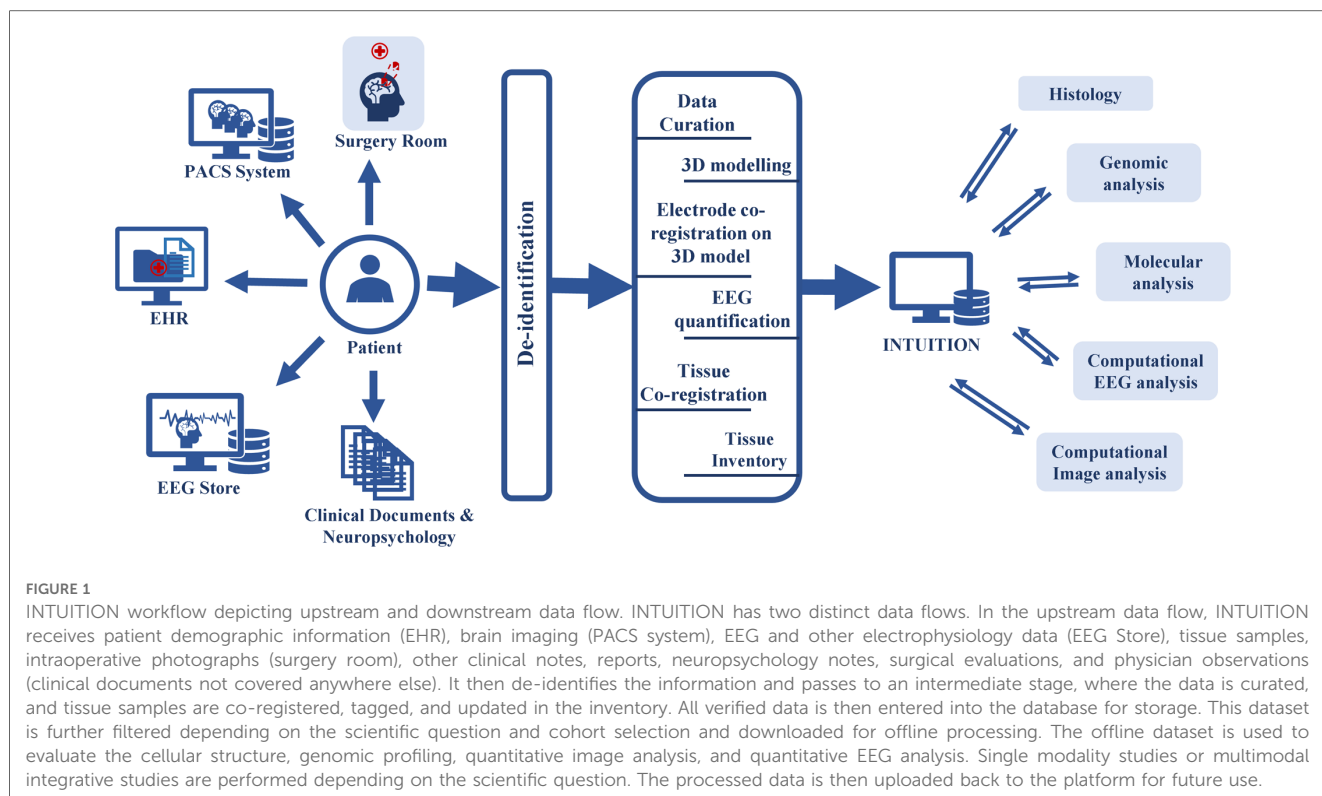 Surgery Room
PACS System
EHR
Patient
EEG Store
Clinical Documents &
Neuropsychology
De-identification
Data
Curation
3D modelling
Electrode co-
registration on
3D model
EEG
quantification
Tissue
Co-registration
Tissue
Inventory
INTUITION
Histology
Genomic
analysis
Molecular
analysis
Computational
EEG analysis
Computational
Image analysis
FIGURE 1
INTUITION workflow depicting upstream and downstream data flow. INTUITION has two distinct data flows. In the upstream data flow, INTUITION
receives patient demographic information (EHR), brain imaging (PACS system), EEG and other electrophysiology data (EEG Store), tissue samples,
intraoperative photographs (surgery room), other clinical notes, reports, neuropsychology notes, surgical evaluations, and physician observations
(clinical documents not covered anywhere else). It then de-identifies the information and passes to an intermediate stage, where the data is curated,
and tissue samples are co-registered, tagged, and updated in the inventory. All verified data is then entered into the database for storage. This dataset
is further filtered depending on the scientific question and cohort selection and downloaded for offline processing. The offline dataset is used to
evaluate the cellular structure, genomic profiling, quantitative image analysis, and quantitative EEG analysis. Single modality studies or multimodal
integrative studies are performed depending on the scientific question. The processed data is then uploaded back to the platform for future use.